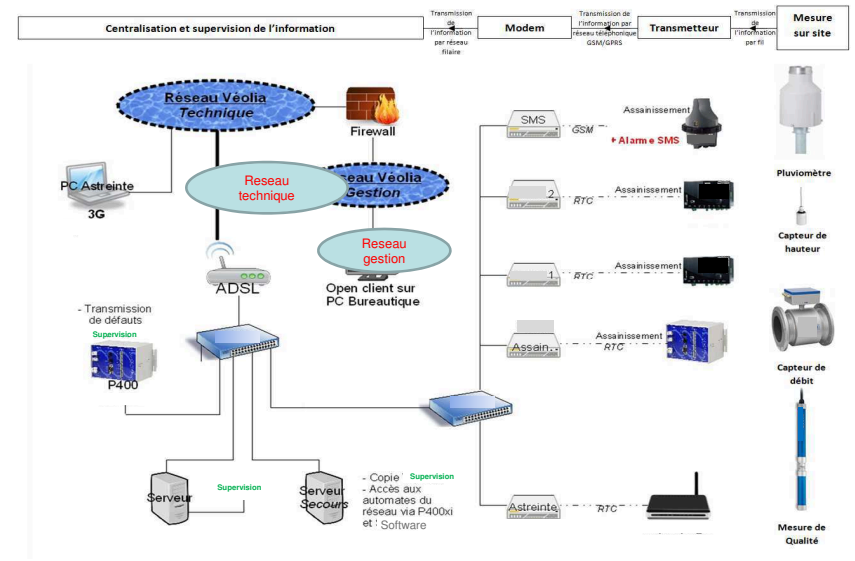 Centralisation et supervision de l'information
Transmission
de
l'information
par réseau
filaire
Modem
Transmission de
l'information par
réseau téléphonique
GSM/GPRS
Transmetteur
Transmission
de
l'information
par fil
Mesure
sur site
Réseau Véolia
Technique
Firewall
PC Astreinte
3G
Reseau
technique
seau Véolia
Gestion
Reseau
gestion
ADSL
Open client sur
PC Bureautique
- Transmission
de défauts
Supervision
P400
Serveur
Supervision
Serveur
Secours
- Copie
Supervision
- Accès aux
automates du
réseau via P400xi
et
Software
SMS
GSM
Assainissement
+ Alarme SMS
2
RTC
Assainissement
1
RTC
Assainissement
Assain..
RTC
Assainissement
Astreinte
RTC
Pluviomètre
Capteur de
hauteur
Capteur de
débit
Mesure de
Qualité